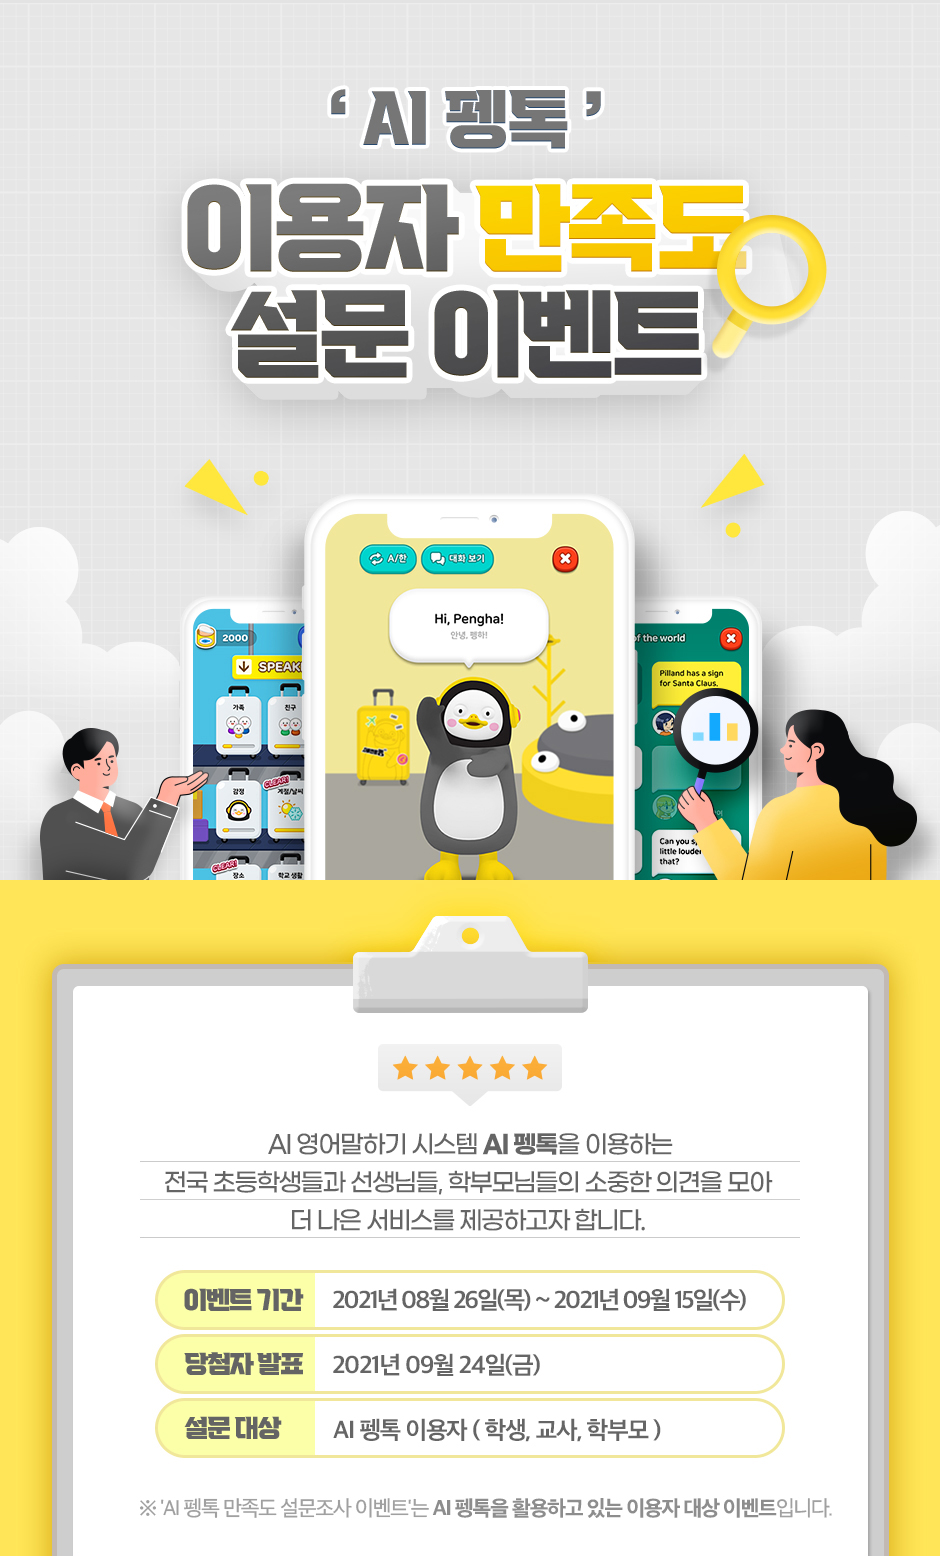 ‘ AI 펭톡 ’
이용자 만족도
설문 이벤트
A/한
대화 보기
Hi, Pengha!
안녕, 펭하!
2000
SPEAKI
가족
친구
감정
CLEAR!
계절/날씨
CLEAR!
장소
학교 생활
of the world
Pilland has a sign
for Santa Claus.
Can you s
little louder
that?
AI 영어말하기 시스템 AI 펭톡을 이용하는
전국 초등학생들과 선생님들, 학부모님들의 소중한 의견을 모아
더 나은 서비스를 제공하고자 합니다.
이벤트 기간 2021년 08월 26일(목) ~ 2021년 09월 15일(수)
당첨자 발표 2021년 09월 24일(금)
설문 대상 AI 펭톡 이용자 ( 학생, 교사, 학부모 )
※ 'AI 펭톡 만족도 설문조사 이벤트'는 AI 펭톡을 활용하고 있는 이용자 대상 이벤트입니다.